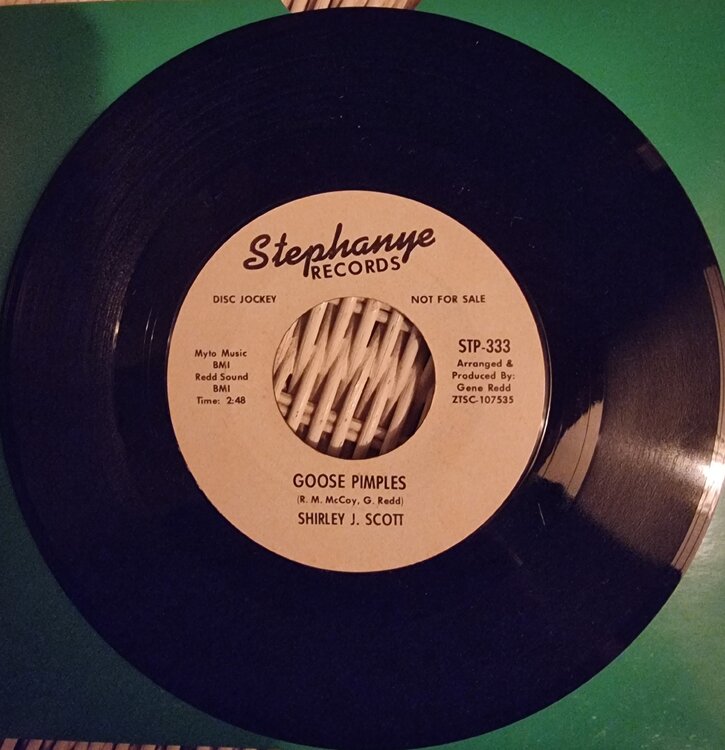 Stephanye
RECORDS
DISC JOCKEY
NOT FOR SALE
Myto Music
BMI
Redd Sound
BMI
Time: 2:48
STP-333
Arranged &
Produced By:
Gene Redd
ZTSC-107535
GOOSE PIMPLES
(R. M. McCoy, G. Redd)
SHIRLEY J. SCOTT